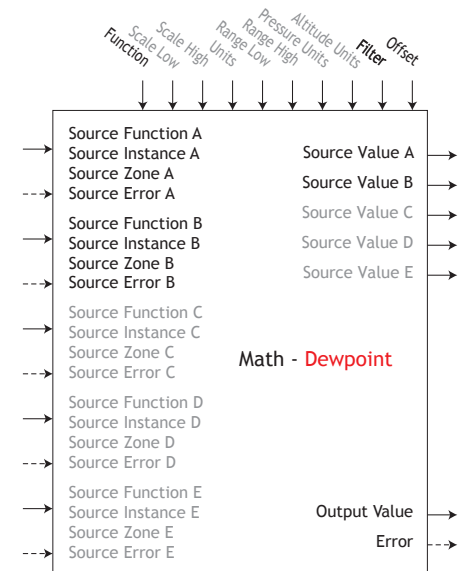 Function
Scale Low
Scale High
Units
Range Low
Range High
Pressure Units
Altitude Units
Filter
Offset
Source Function A
Source Instance A
Source Zone A
Source Error A
Source Function B
Source Instance B
Source Zone B
Source Error B
Source Function C
Source Instance C
Source Zone C
Source Error C
Source Function D
Source Instance D
Source Zone D
Source Error D
Source Function E
Source Instance E
Source Zone E
Source Error E
Source Value A
Source Value B
Source Value C
Source Value D
Source Value E
Math - Dewpoint
Output Value
Error